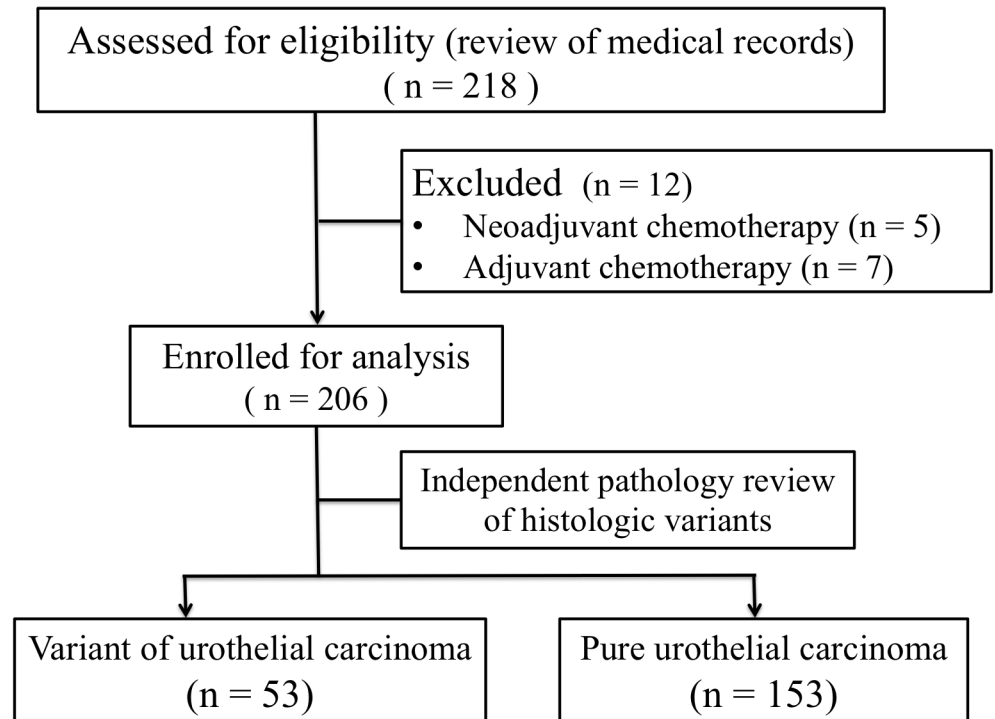 Assessed for eligibility (review of medical records)
( n = 218 )
Excluded (n = 12)
• Neoadjuvant chemotherapy (n = 5)
• Adjuvant chemotherapy (n = 7)
Enrolled for analysis
( n = 206 )
Independent pathology review
of histologic variants
Variant of urothelial carcinoma
(n = 53)
Pure urothelial carcinoma
(n = 153)